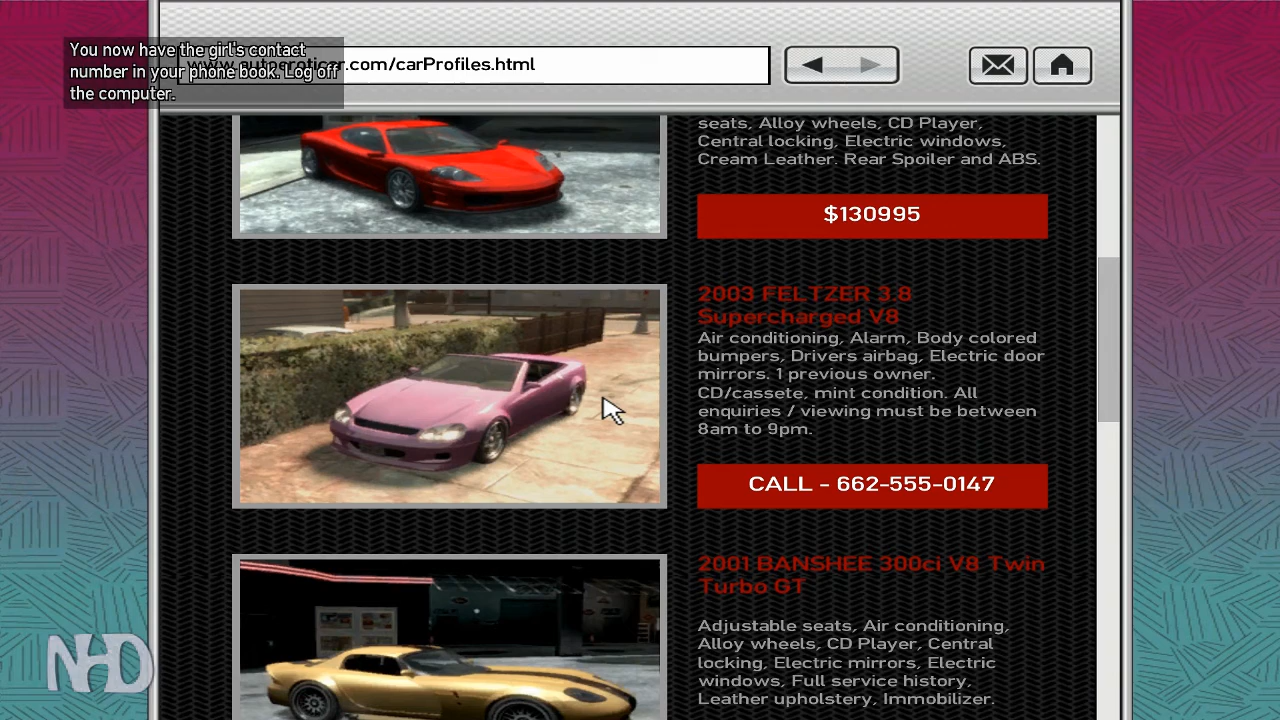 You now have the girl's contact
number in your phone book. Log off
the computer.
www.autoeroticar.com/carProfiles.html
seats, Alloy wheels, CD Player,
Central locking, Electric windows,
Cream Leather. Rear Spoiler and ABS.
$130995
2003 FELTZER 3.8
Supercharged V8
Air conditioning, Alarm, Body colored
bumpers, Drivers airbag, Electric door
mirrors. 1 previous owner.
CD/cassete, mint condition. All
enquiries / viewing must be between
8am to 9pm.
CALL - 662-555-0147
2001 BANSHEE 300ci V8 Twin
Turbo GT
Adjustable seats, Air conditioning,
Alloy wheels, CD Player, Central
locking, Electric mirrors, Electric
windows, Full service history,
Leather upholstery, Immobilizer.
NHD